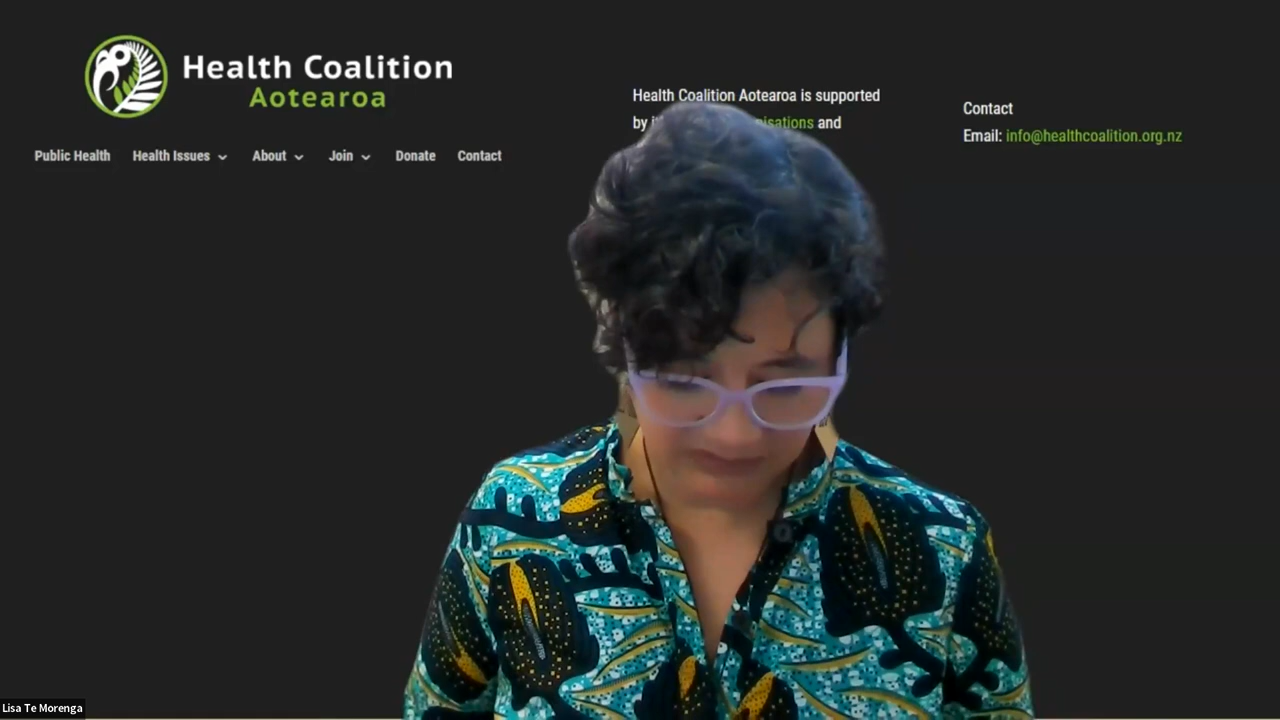 Health Coalition
Aotearoa
Public Health Health Issues About Join Donate Contact
Health Coalition Aotearoa is supported
by and
Contact
Email: info@healthcoalition.org.nz
Lisa Te Morenga